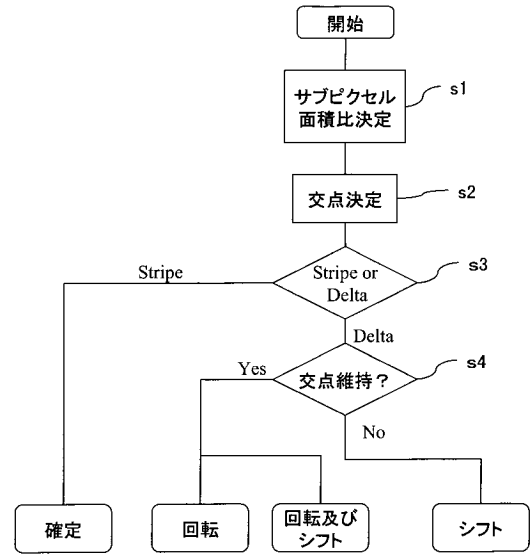 開始
サブピクセル
面積比決定
s1
交点決定
s2
Stripe or
Delta
s3
Stripe
Delta
交点維持？
s4
Yes
No
確定
回転
回転及び
シフト
シフト